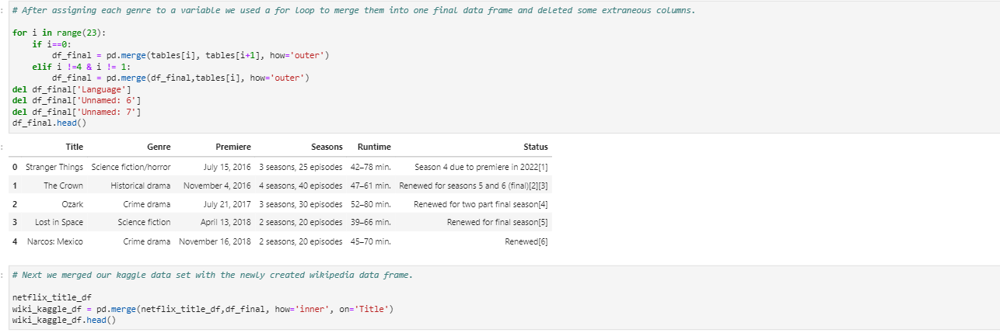 # After assigning each genre to a variable we used a for loop to merge them into one final data frame and deleted some extraneous columns.
for i in range(23):
    if i==0:
        df_final = pd.merge(tables[i], tables[i+1], how='outer')
    elif i !=4 & i != 1:
        df_final = pd.merge(df_final,tables[i], how='outer')
del df_final['Language']
del df_final['Unnamed: 6']
del df_final['Unnamed: 7']
df_final.head()
Title Genre Premiere Seasons Runtime Status
0 Stranger Things Science fiction/horror July 15, 2016 3 seasons, 25 episodes 42–78 min. Season 4 due to premiere in 2022[1]
1 The Crown Historical drama November 4, 2016 4 seasons, 40 episodes 47–61 min. Renewed for seasons 5 and 6 (final)[2][3]
2 Ozark Crime drama July 21, 2017 3 seasons, 30 episodes 52–80 min. Renewed for two part final season[4]
3 Lost in Space Science fiction April 13, 2018 2 seasons, 20 episodes 39–66 min. Renewed for final season[5]
4 Narcos: Mexico Crime drama November 16, 2018 2 seasons, 20 episodes 45–70 min. Renewed[6]
# Next we merged our kaggle data set with the newly created wikipedia data frame.
netflix_title_df
wiki_kaggle_df = pd.merge(netflix_title_df,df_final, how='inner', on='Title')
wiki_kaggle_df.head()